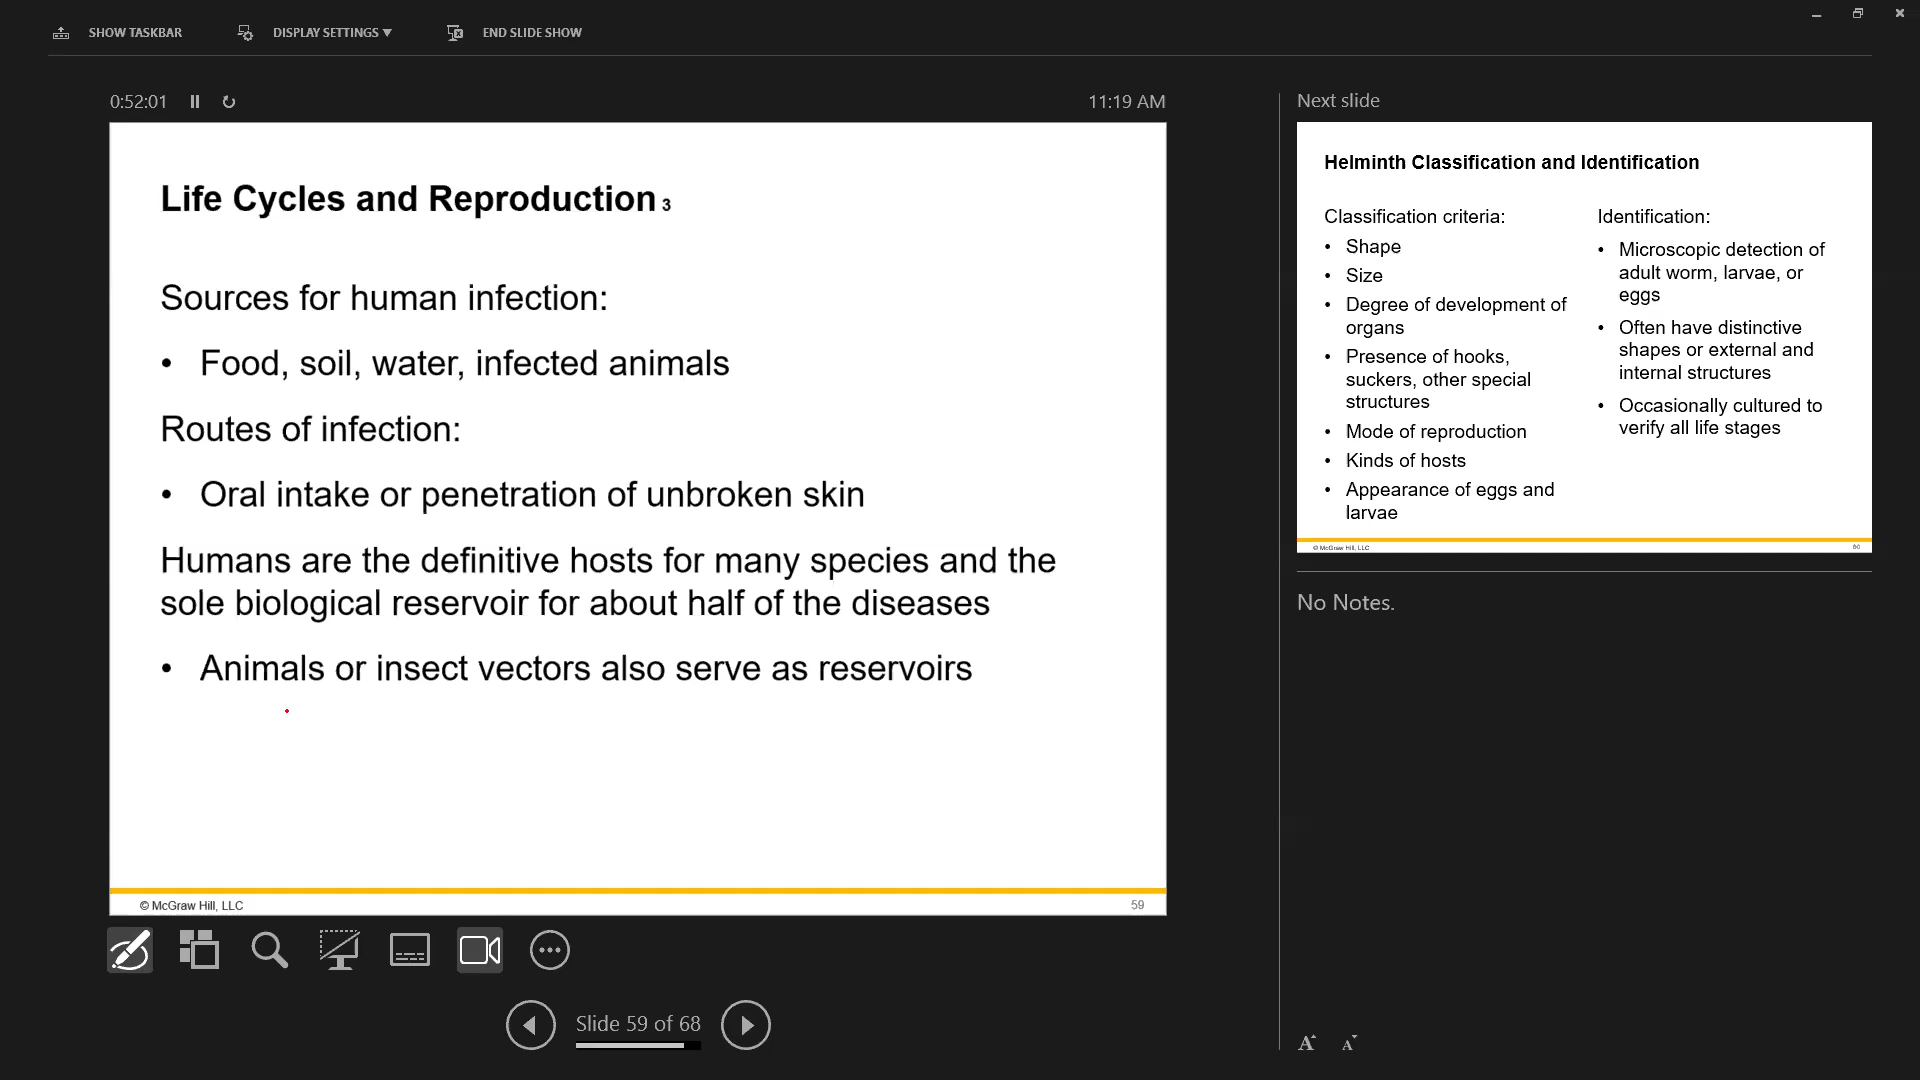 SHOW TASKBAR
DISPLAY SETTINGS ▼
END SLIDE SHOW
0:52:01
11:19 AM
Life Cycles and Reproduction 3
Sources for human infection:
• Food, soil, water, infected animals
Routes of infection:
• Oral intake or penetration of unbroken skin
Humans are the definitive hosts for many species and the
sole biological reservoir for about half of the diseases
• Animals or insect vectors also serve as reservoirs
© McGraw Hill, LLC
59
Slide 59 of 68
Next slide
Helminth Classification and Identification
Classification criteria:
• Shape
• Size
• Degree of development of
organs
• Presence of hooks,
suckers, other special
structures
• Mode of reproduction
• Kinds of hosts
• Appearance of eggs and
larvae
Identification:
• Microscopic detection of
adult worm, larvae, or
eggs
• Often have distinctive
shapes or external and
internal structures
• Occasionally cultured to
verify all life stages
© McGraw Hill, LLC
60
No Notes.
A A